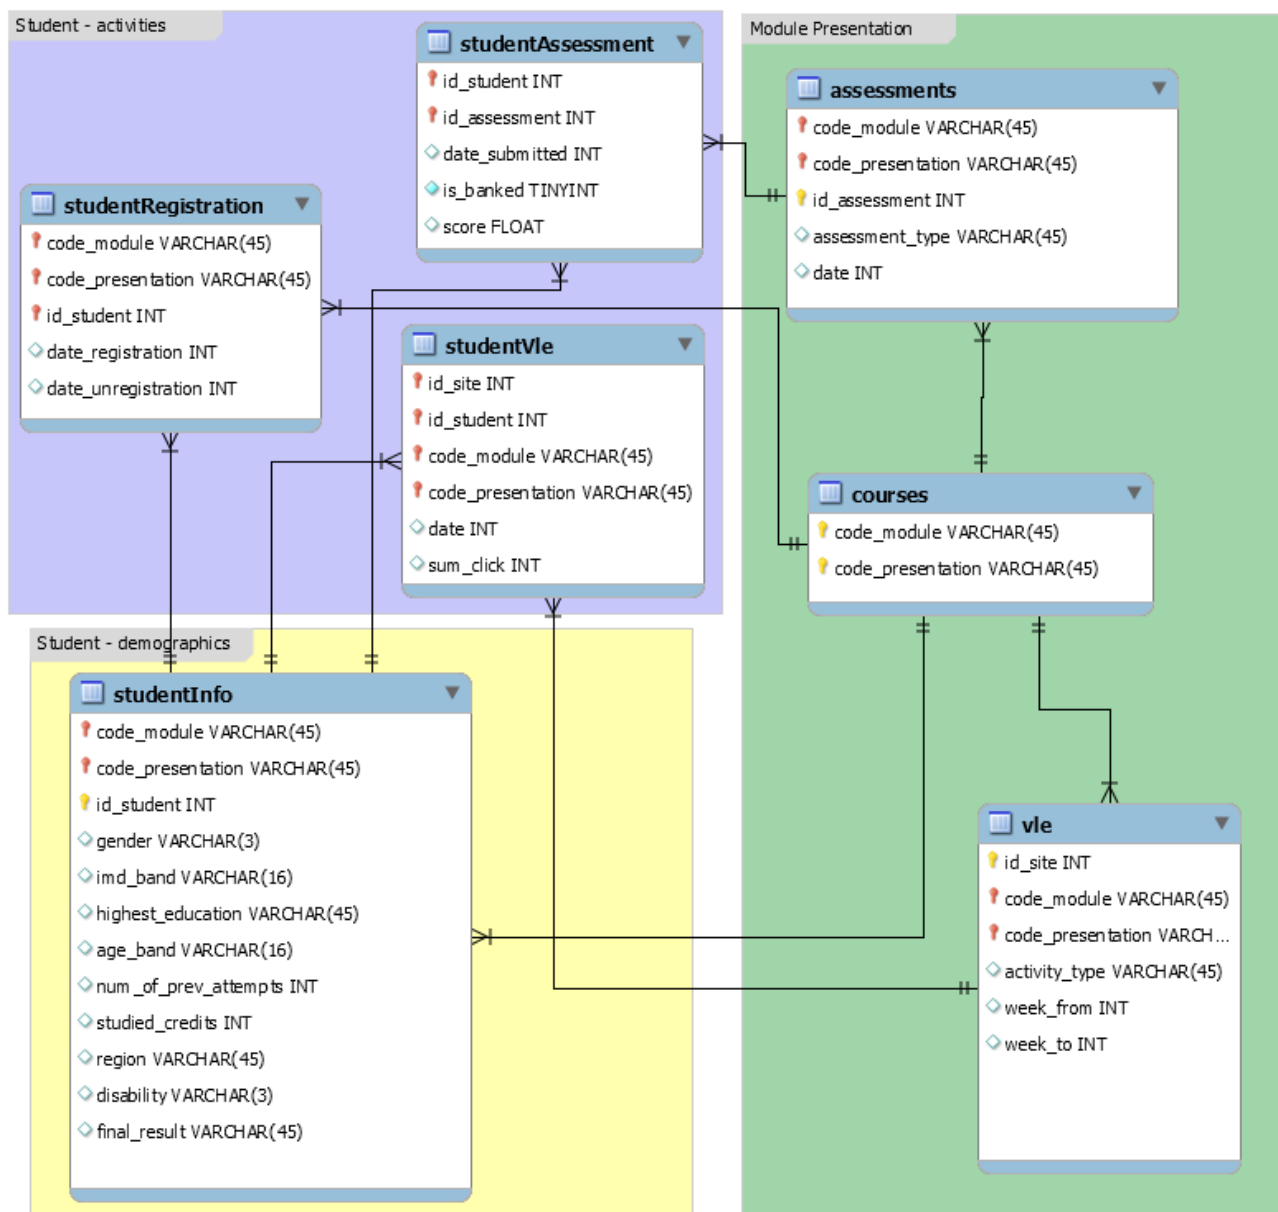 Student - activities
studentAssessment
id_student INT
id_assessment INT
date_submitted INT
is_banked TINYINT
score FLOAT
studentRegistration
code_module VARCHAR(45)
code_presentation VARCHAR(45)
id_student INT
date_registration INT
date_unregistration INT
studentVle
id_site INT
id_student INT
code_module VARCHAR(45)
code_presentation VARCHAR(45)
date INT
sum_click INT
Student - demographics
studentInfo
code_module VARCHAR(45)
code_presentation VARCHAR(45)
id_student INT
gender VARCHAR(3)
imd_band VARCHAR(16)
highest_education VARCHAR(45)
age_band VARCHAR(16)
num_of_prev_attempts INT
studied_credits INT
region VARCHAR(45)
disability VARCHAR(3)
final_result VARCHAR(45)
Module Presentation
assessments
code_module VARCHAR(45)
code_presentation VARCHAR(45)
id_assessment INT
assessment_type VARCHAR(45)
date INT
courses
code_module VARCHAR(45)
code_presentation VARCHAR(45)
vle
id_site INT
code_module VARCHAR(45)
code_presentation VARCH...
activity_type VARCHAR(45)
week_from INT
week_to INT